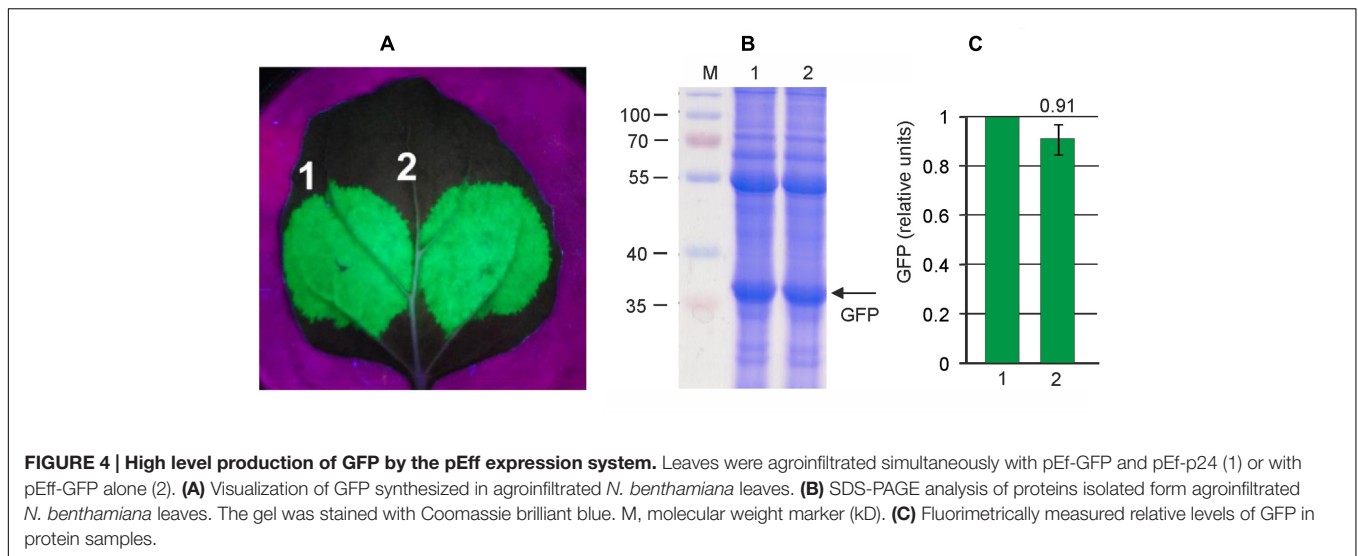 A
B
C
1
2
M 1 2
100
70
55
40
35
GFP
0.91
GFP (relative units)
1
0.8
0.6
0.4
0.2
0
1 2
FIGURE 4 | High level production of GFP by the pEff expression system. Leaves were agroinfiltrated simultaneously with pEf-GFP and pEf-p24 (1) or with
pEff-GFP alone (2). (A) Visualization of GFP synthesized in agroinfiltrated N. benthamiana leaves. (B) SDS-PAGE analysis of proteins isolated form agroinfiltrated
N. benthamiana leaves. The gel was stained with Coomassie brilliant blue. M, molecular weight marker (kD). (C) Fluorimetrically measured relative levels of GFP in
protein samples.